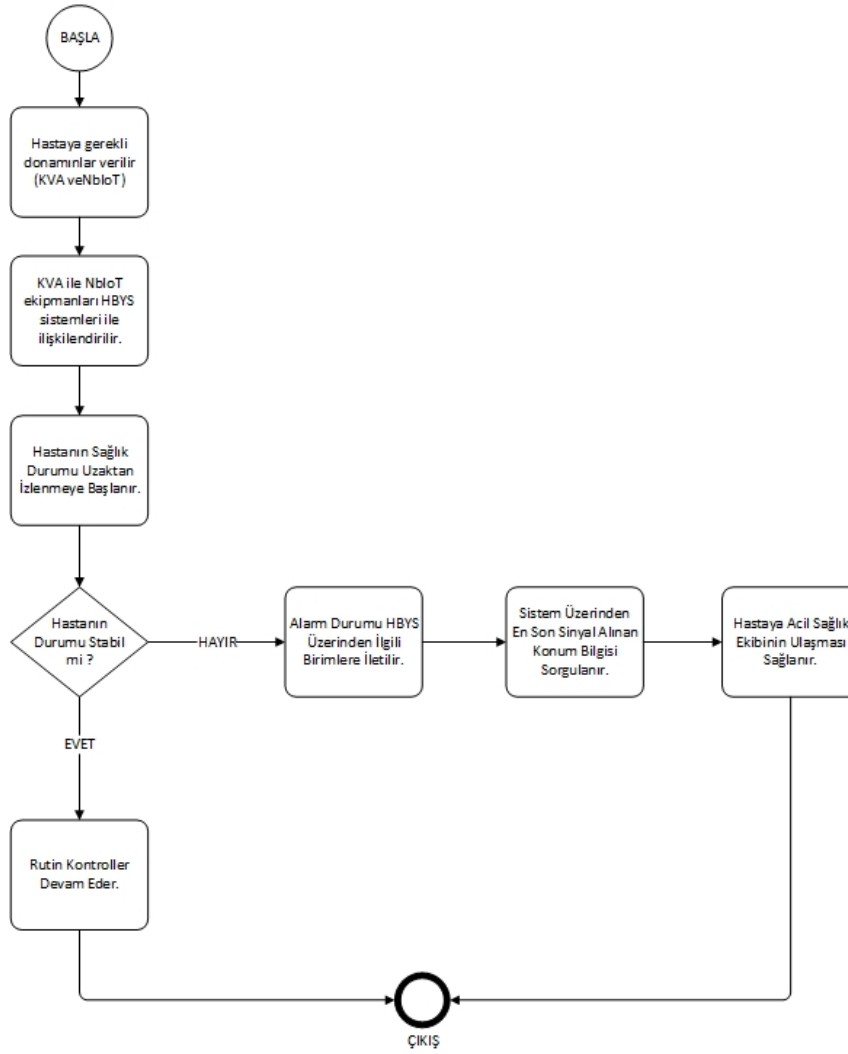 BAŞLA
Hastaya gerekli
donamınlar verilir
(KVA veNbIoT)
KVA ile NbIoT
ekipmanları HBYS
sistemleri ile
ilişkilendirilir.
Hastanın Sağlık
Durumu Uzaktan
İzlenmeye Başlanır.
Hastanın
Durumu Stabil
mi ?
HAYIR
Alarm Durumu HBYS
Üzerinden İlgili
Birimlere İletilir.
Sistem Üzerinden
En Son Sinyal Alınan
Konum Bilgisi
Sorgulanır.
Hastaya Acil Sağlık
Ekibinin Ulaşması
Sağlanır.
EVET
Rutin Kontroller
Devam Eder.
ÇIKIŞ